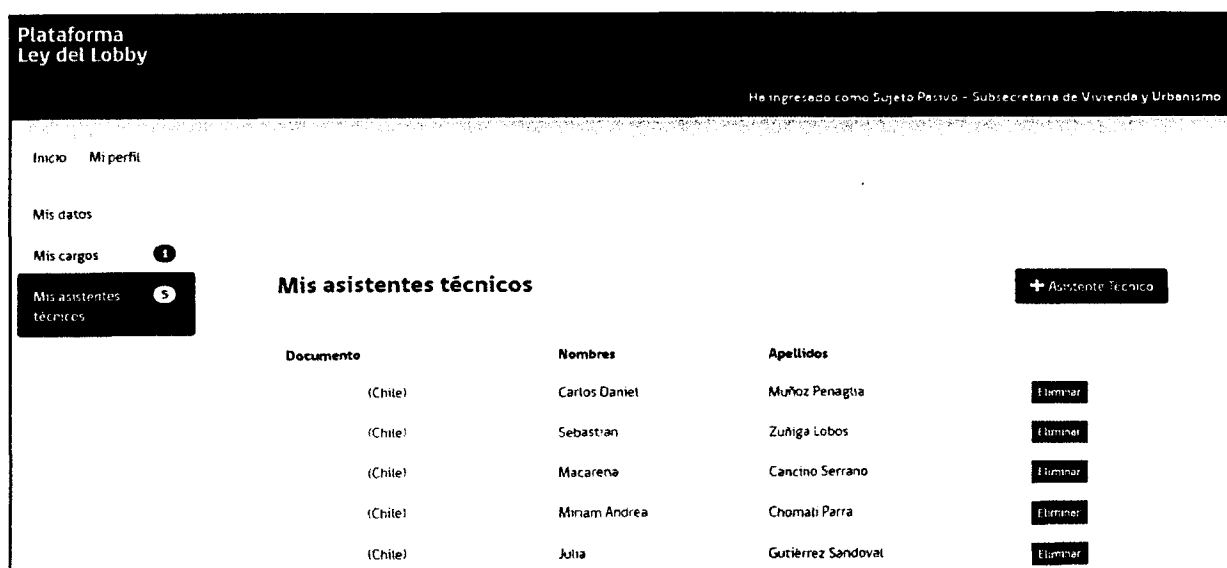 Plataforma
Ley del Lobby
Ha ingresado como Sujeto Pasivo - Subsecretaria de Vivienda y Urbanismo
Inicio Mi perfil
Mis datos
Mis cargos 1
Mis asistentes técnicos 5
Mis asistentes técnicos
+ Asistente Técnico
Documento Nombres Apellidos
(Chile) Carlos Daniel Muñoz Penaglia Eliminar
(Chile) Sebastian Zuñiga Lobos Eliminar
(Chile) Macarena Cancino Serrano Eliminar
(Chile) Miriam Andrea Chomali Parra Eliminar
(Chile) Julia Gutiérrez Sandoval Eliminar